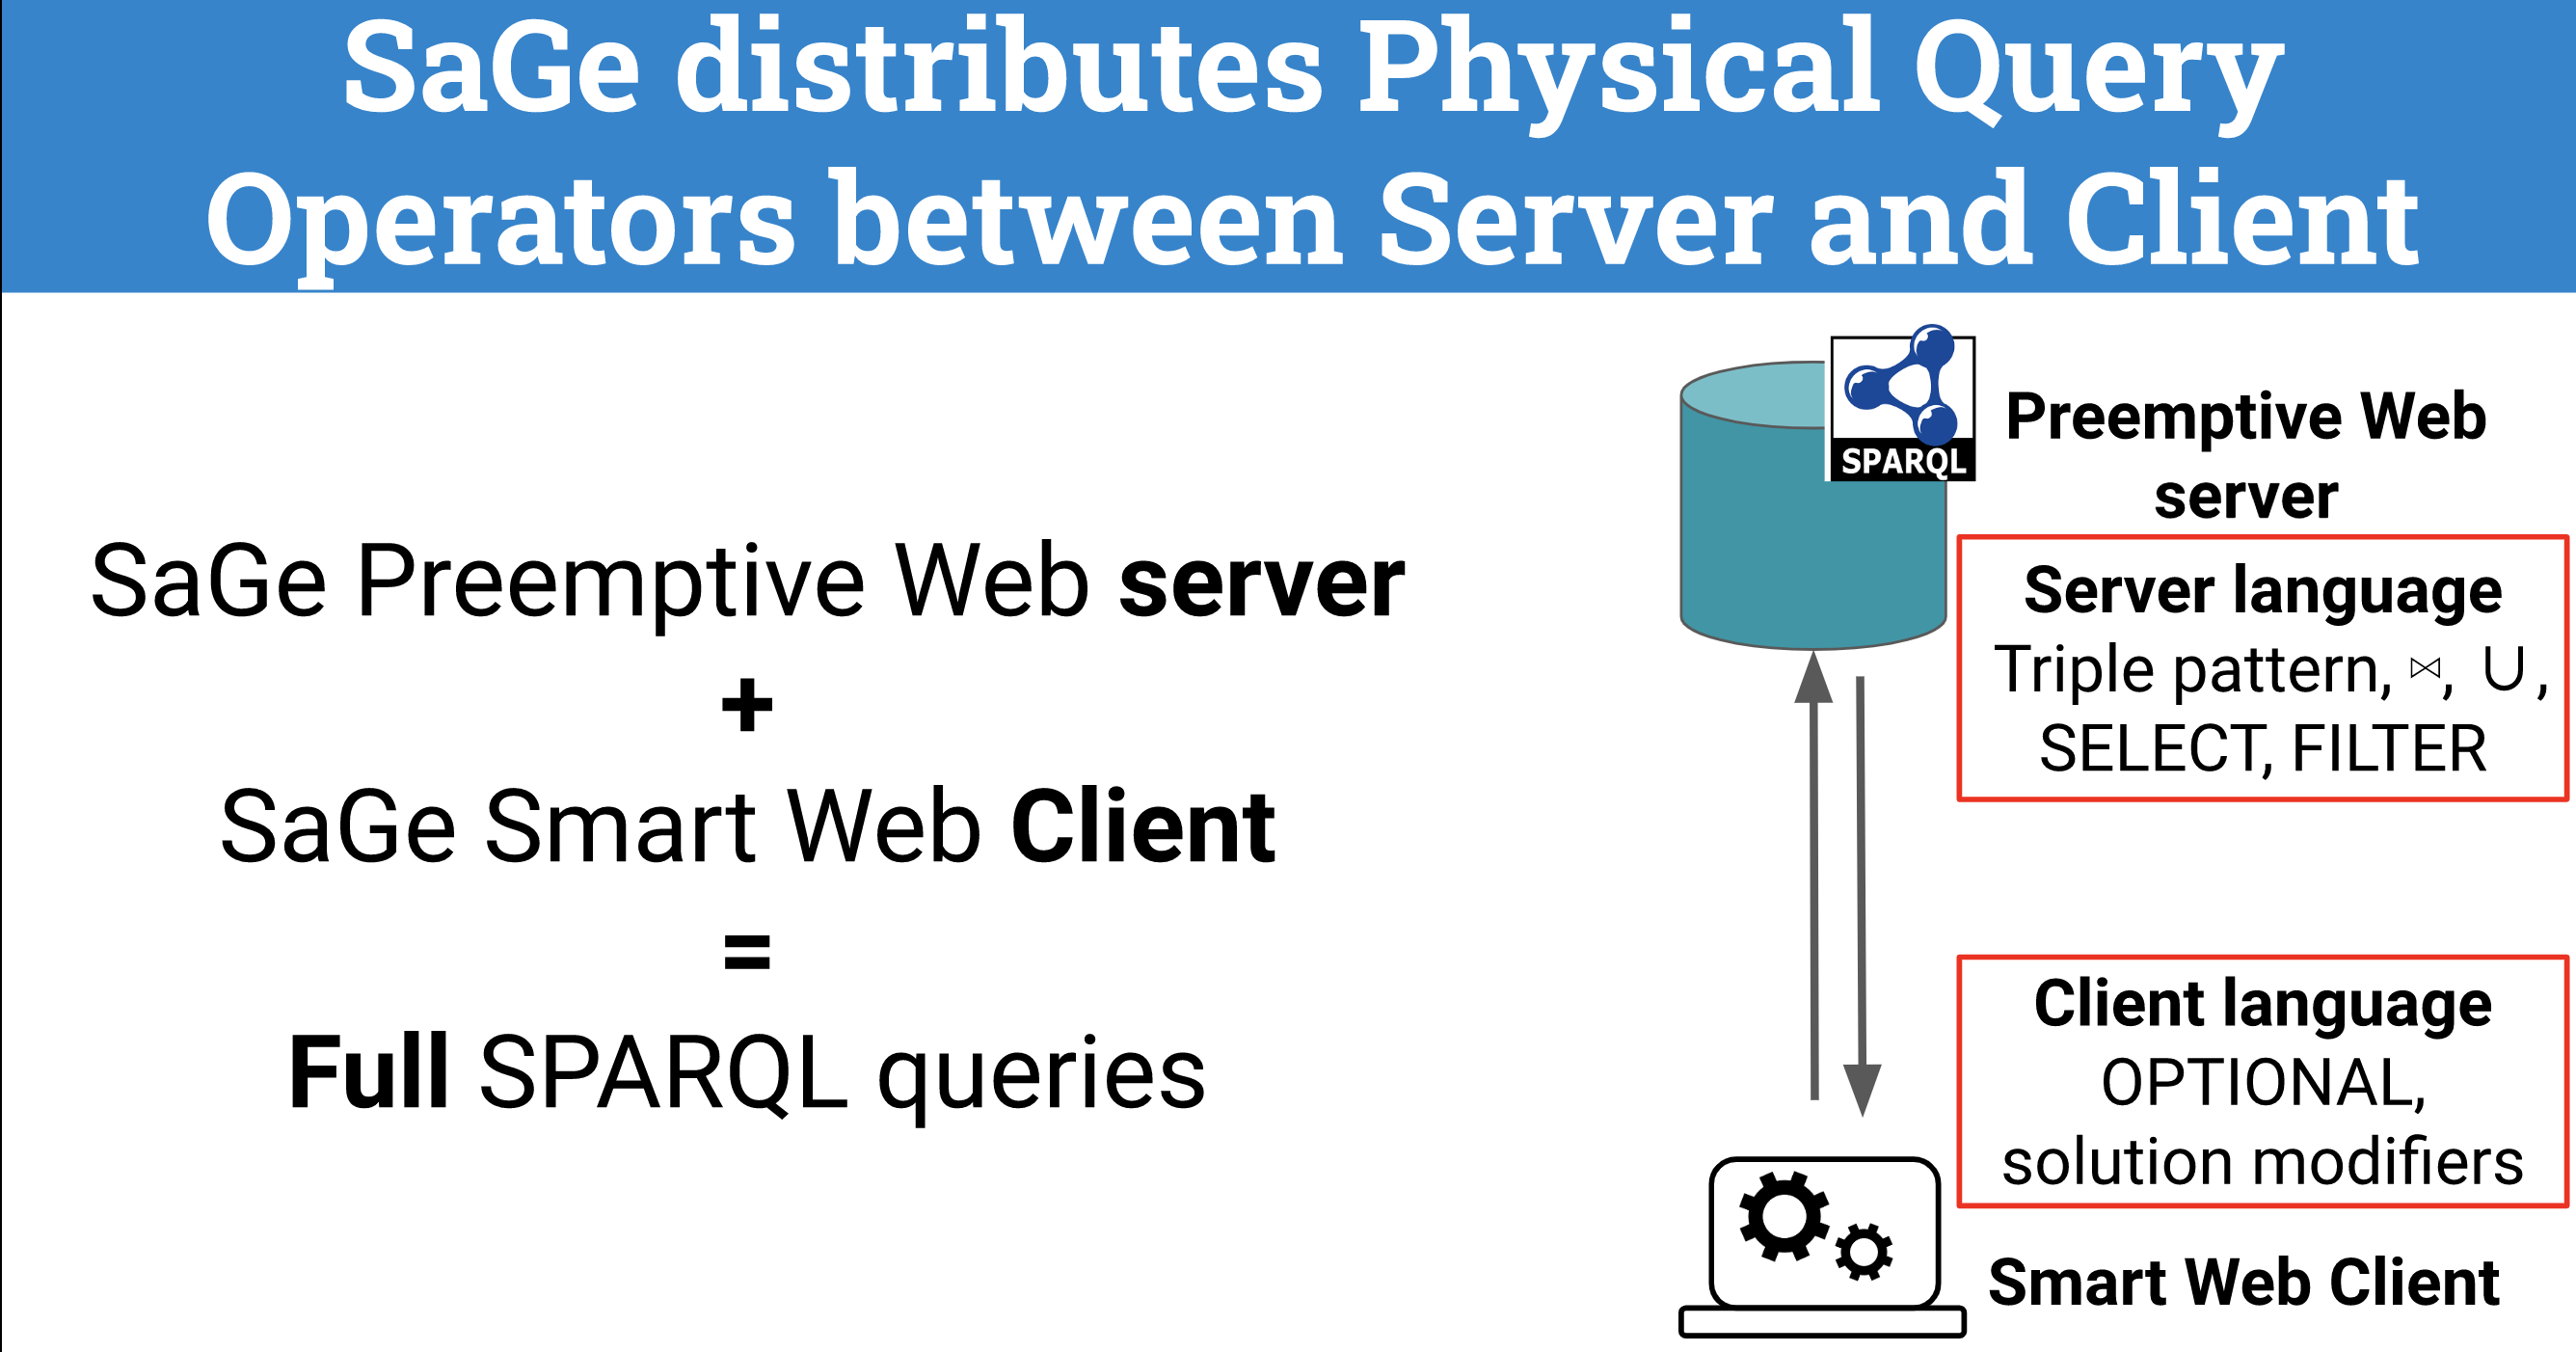 SaGe distributes Physical Query
Operators between Server and Client
SaGe Preemptive Web server
+
SaGe Smart Web Client
=
Full SPARQL queries
SPARQL
Preemptive Web
server
Server language
Triple pattern, ⋈, ∪,
SELECT, FILTER
Client language
OPTIONAL,
solution modifiers
Smart Web Client